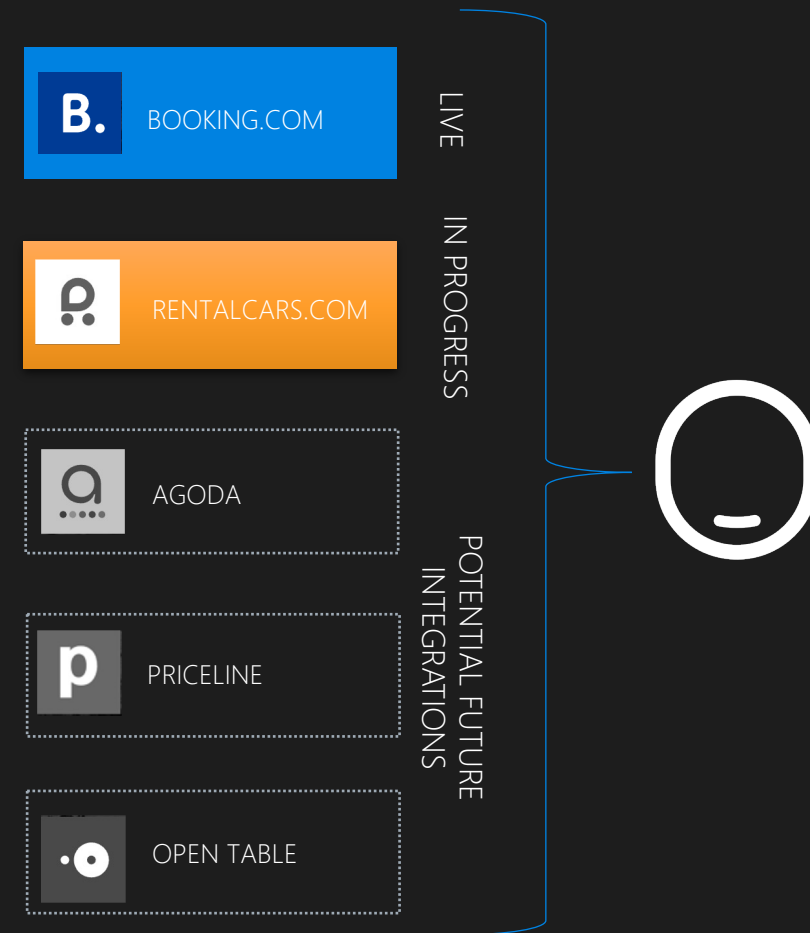 B.
BOOKING.COM
LIVE
RENTALCARS.COM
IN PROGRESS
a
AGODA
p
PRICELINE
OPEN TABLE
POTENTIAL FUTURE
INTEGRATIONS